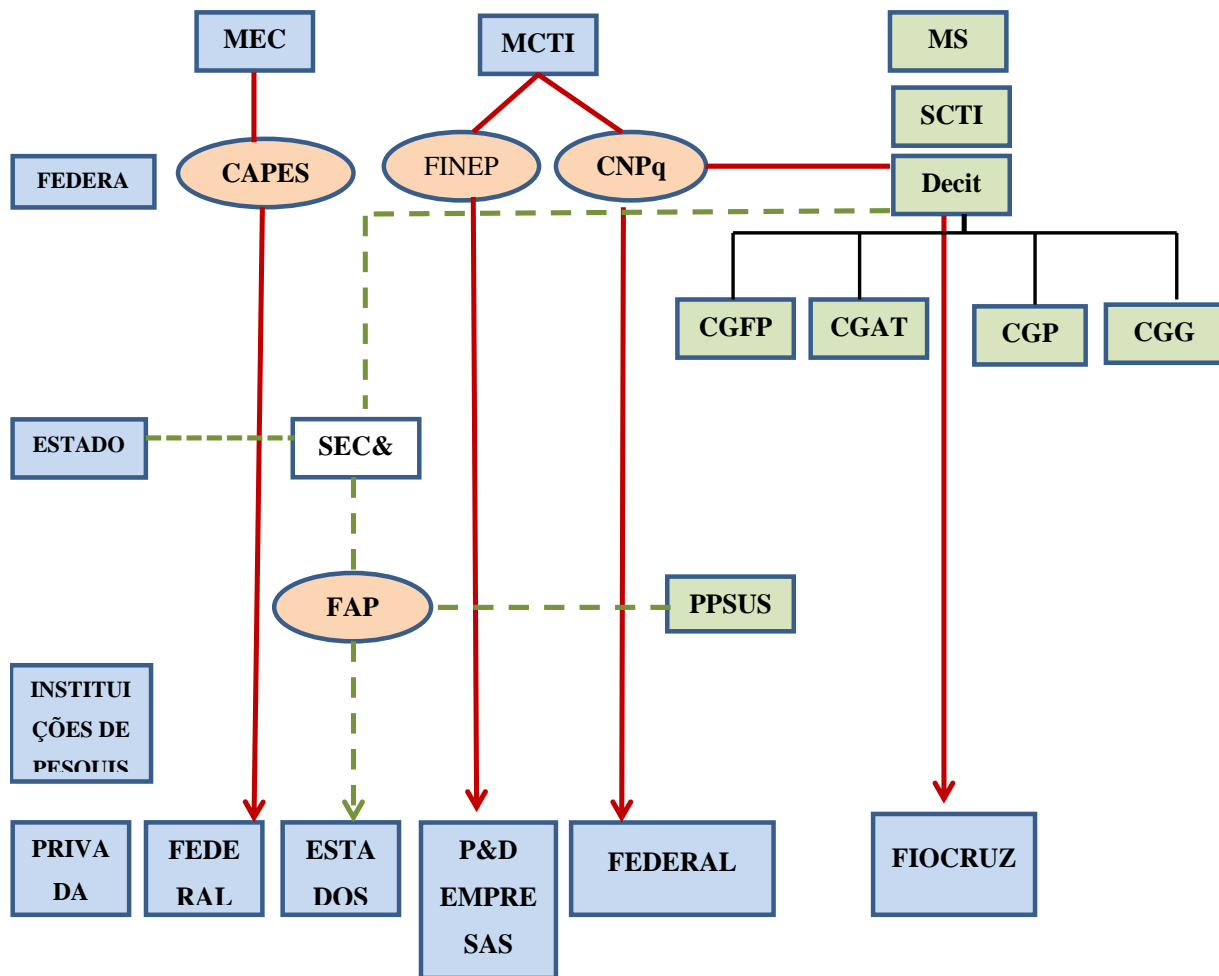 MEC
MCTI
MS
SCTI
FEDERA
CAPES
FINEP
CNPq
Decit
CGFP
CGAT
CGP
CGG
ESTADO
SEC&
FAP
PPSUS
INSTITUI
ÇÕES DE
PESQUIS
PRIVA
DA
FEDE
RAL
ESTA
DOS
P&D
EMPRE
SAS
FEDERAL
FIOCRUZ